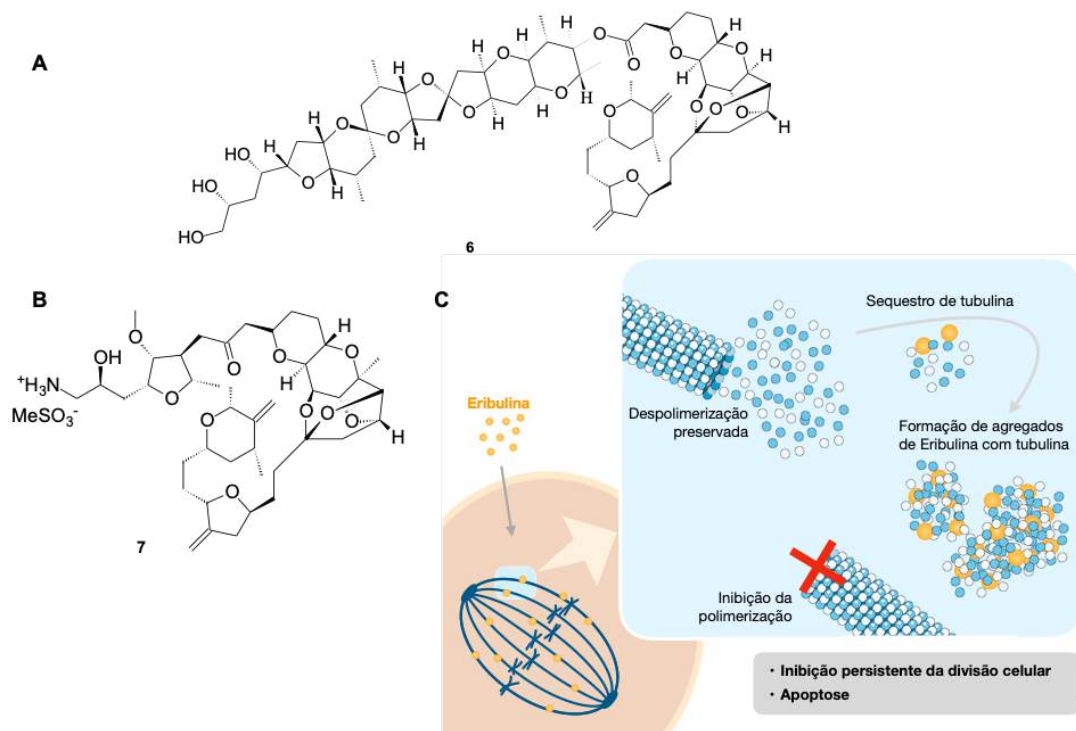 A
H
H
O
H
H
O
O
H
H
H
O
O
H
O
O
O
O
H
H
O
H
H
O
O
O
H
HO
H
HO
O
H
O
HO
6
B
O
OH
+H3N
MeSO3-
O
O
O
H
O
H
O
O
O
H
O
O
7
C
Eribulina
Sequestro de tubulina
Despolimerização
preservada
Formação de agregados
de Eribulina com tubulina
Inibição da
polimerização
· Inibição persistente da divisão celular
· Apoptose